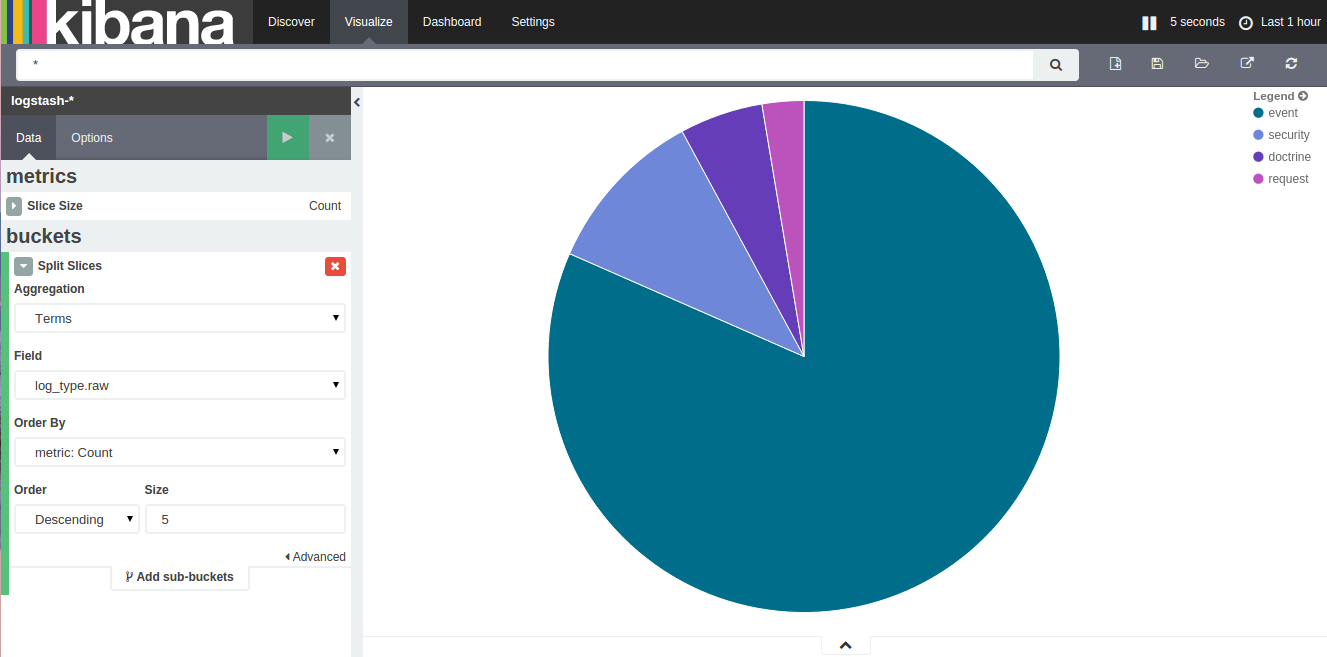 kibana Discover Visualize Dashboard Settings 5 seconds Last 1 hour
*
logstash-*
Data Options
metrics
Slice Size Count
buckets
Split Slices
Aggregation
Terms
Field
log_type.raw
Order By
metric: Count
Order Size
Descending 5
Advanced
Add sub-buckets
Legend
event
security
doctrine
request